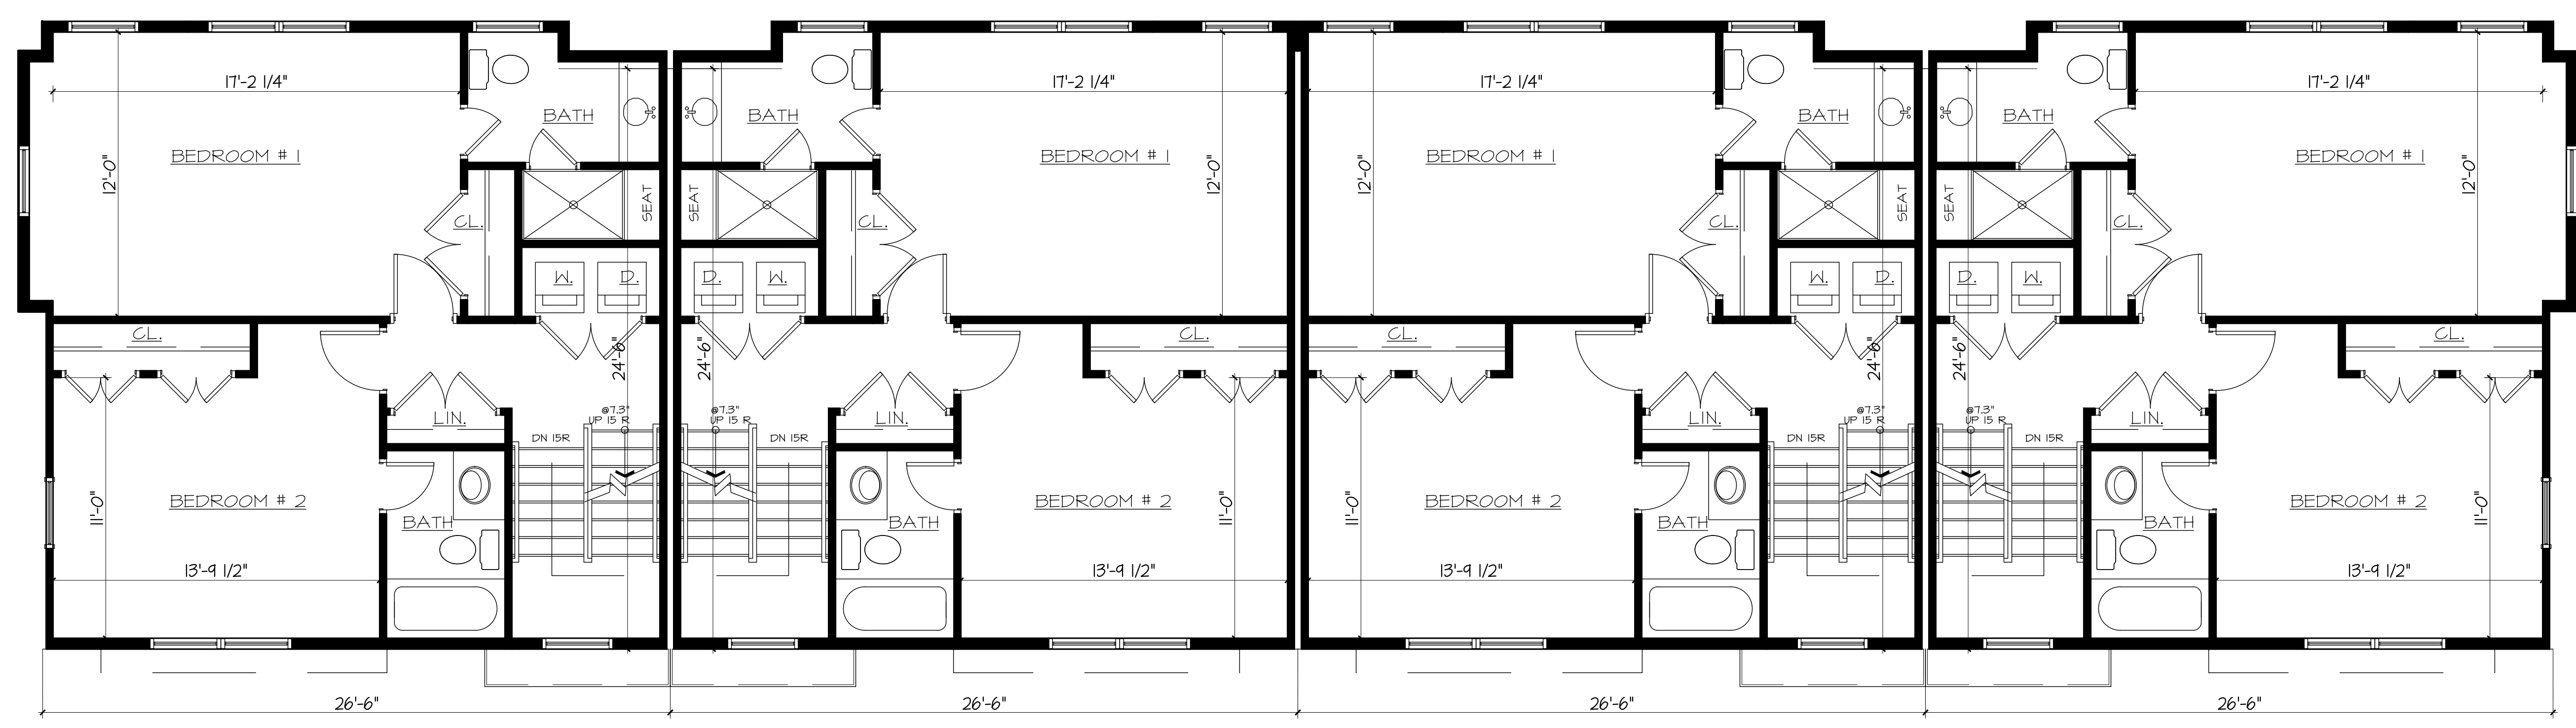 17'-2 1/4" 17'-2 1/4" 17'-2 1/4" 17'-2 1/4"
BATH BATH BATH BATH
BEDROOM # 1 BEDROOM # 1 BEDROOM # 1 BEDROOM # 1
12'-0" 12'-0" 12'-0" 12'-0"
SEAT SEAT SEAT SEAT
CL. CL. CL. CL.
W. D. D. W. W. D. D. W.
CL. CL. CL. CL.
24'-6" 24'-6" 24'-6" 24'-6"
@7.3" @7.3" @7.3" @7.3"
LIN. UP 15 R UP 15 R LIN. LIN. UP 15 R UP 15 R LIN.
DN 15R DN 15R DN 15R DN 15R
BEDROOM # 2 BEDROOM # 2 BEDROOM # 2 BEDROOM # 2
11'-0" 11'-0" 11'-0" 11'-0"
BATH BATH BATH BATH
13'-9 1/2" 13'-9 1/2" 13'-9 1/2" 13'-9 1/2"
26'-6" 26'-6" 26'-6" 26'-6"